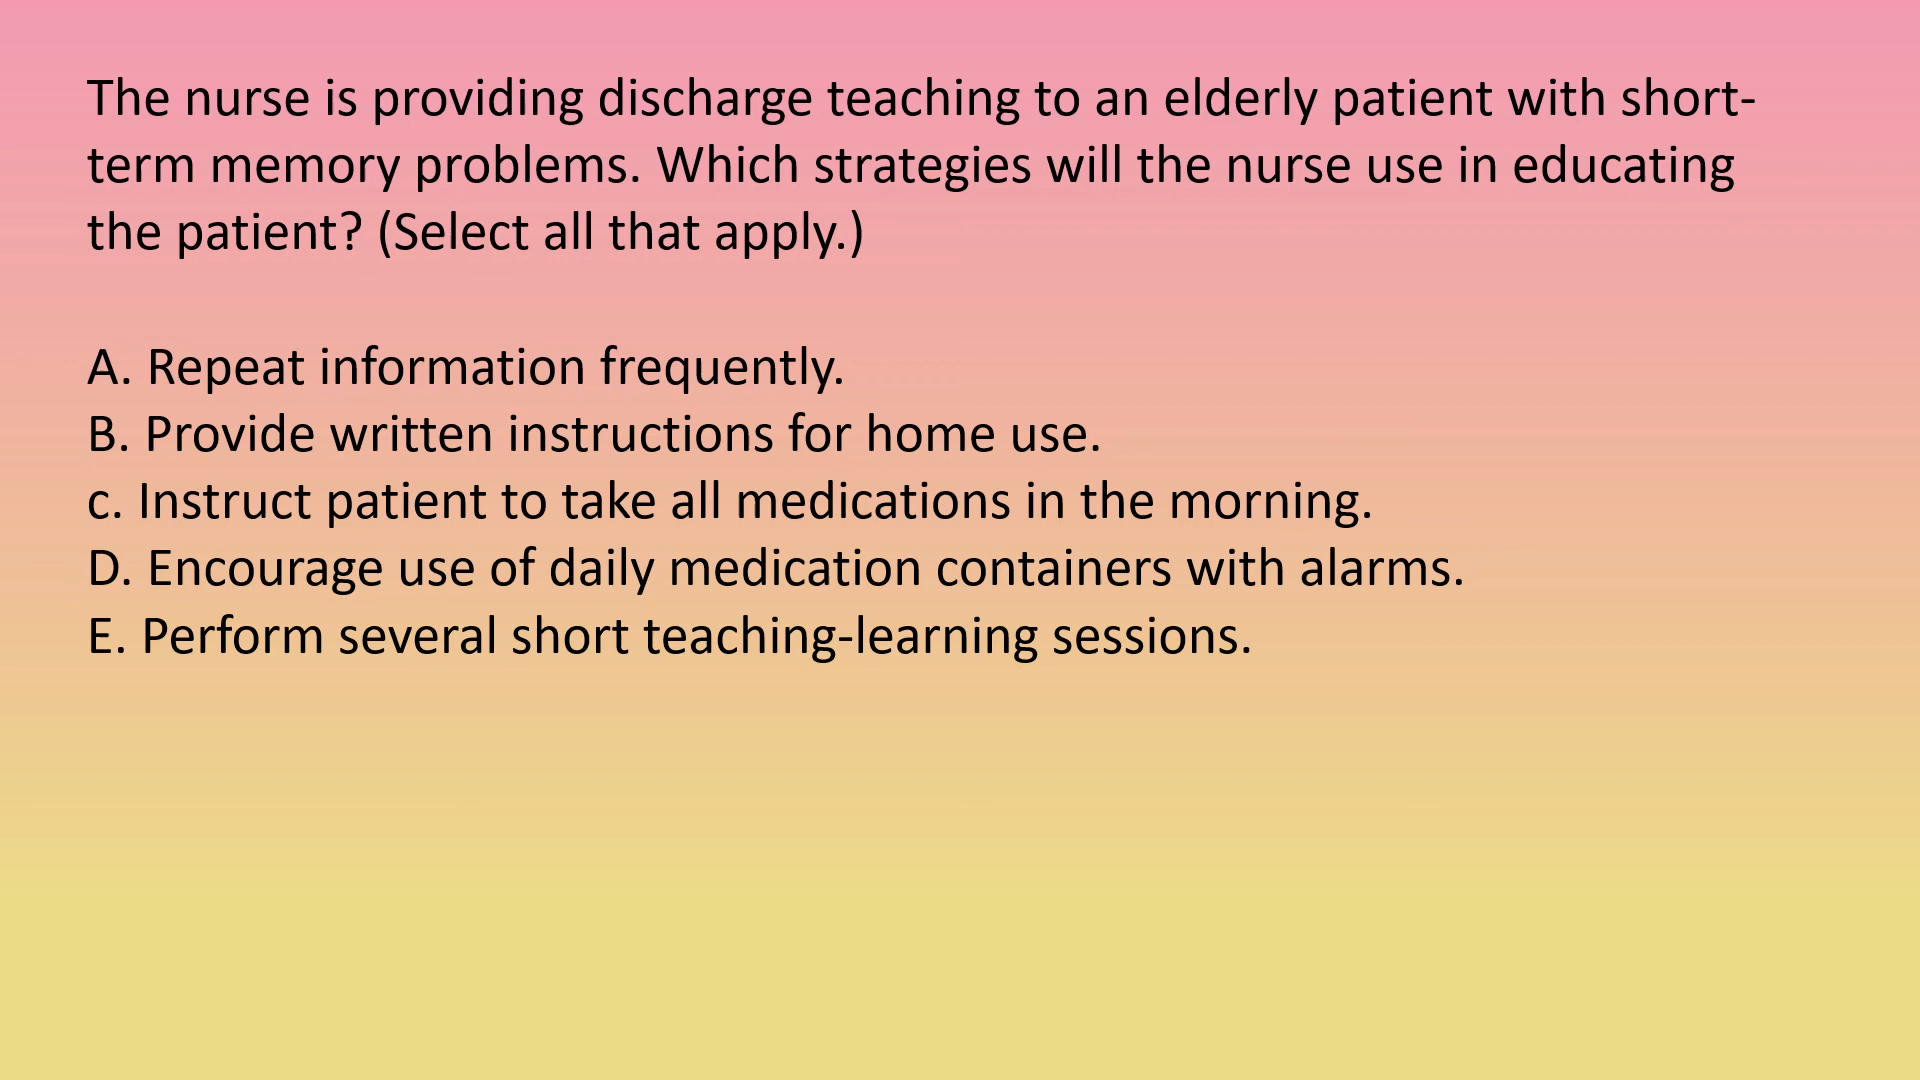 The nurse is providing discharge teaching to an elderly patient with short-
term memory problems. Which strategies will the nurse use in educating
the patient? (Select all that apply.)
A. Repeat information frequently.
B. Provide written instructions for home use.
c. Instruct patient to take all medications in the morning.
D. Encourage use of daily medication containers with alarms.
E. Perform several short teaching-learning sessions.